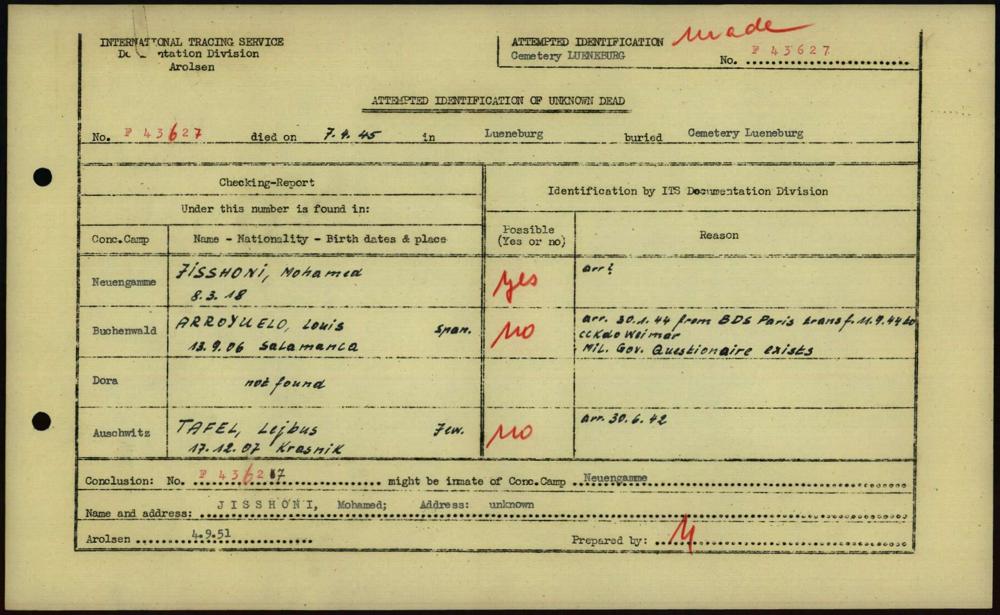 INTERNATIONAL TRACING SERVICE
Documentation Division
Arolsen
ATTEMPTED IDENTIFICATION made
Cemetery LUENEBURG
No. F 43627
ATTEMPTED IDENTIFICATION OF UNKNOWN DEAD
No. F 43627 died on 7.4.45 in Lueneburg buried Cemetery Lueneburg
Checking-Report
Identification by ITS Documentation Division
Under this number is found in:
Conc.Camp Name - Nationality - Birth dates & place Possible (Yes or no) Reason
Neuengamme JISSHONI, Mohamed yes arr?
8.3.18
Buchenwald ARROYUELO, Louis Span. no arr. 30.1.44 from BDS Paris transf. 11.9.44 to
13.9.06 Salamanca
Weimar
Mil. Gov. Questionaire exists
Dora not found
Auschwitz TAFEL, Lejbus Jew. no arr. 30.6.42
17.12.07 Krasnik
Conclusion: No. F 43627 might be inmate of Conc.Camp Neuengamme
Name and address: JISSHONI, Mohamed; Address: unknown
Arolsen 4.9.51 Prepared by: